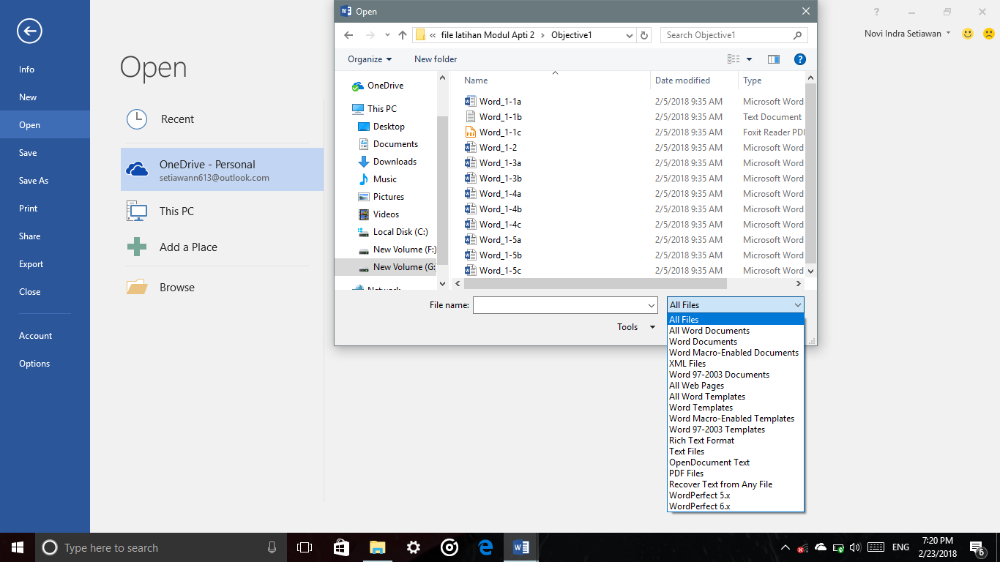 Open
Novi Indra Setiawan
Info
New
Open
Save
Save As
Print
Share
Export
Close
Account
Options
Open
Recent
OneDrive - Personal
setiawann613@outlook.com
This PC
Add a Place
Browse
« file latihan Modul Apti 2 > Objective1
Search Objective1
Organize
New folder
OneDrive
This PC
Desktop
Documents
Downloads
Music
Pictures
Videos
Local Disk (C:)
New Volume (F:)
New Volume (G:
Network
Name Date modified Type
Word_1-1a 2/5/2018 9:35 AM Microsoft Word
Word_1-1b 2/5/2018 9:35 AM Text Document
PDF Word_1-1c 2/5/2018 9:35 AM Foxit Reader PD
Word_1-2 2/5/2018 9:35 AM Microsoft Word
Word_1-3a 2/5/2018 9:35 AM Microsoft Word
Word_1-3b 2/5/2018 9:35 AM Microsoft Word
Word_1-4a 2/5/2018 9:35 AM Microsoft Word
Word_1-4b 2/5/2018 9:35 AM Microsoft Word
Word_1-4c 2/5/2018 9:35 AM Microsoft Word
Word_1-5a 2/5/2018 9:35 AM Microsoft Word
Word_1-5b 2/5/2018 9:35 AM Microsoft Word
Word_1-5c 2/5/2018 9:35 AM Microsoft Word
File name:
All Files
Tools
All Files
All Word Documents
Word Documents
Word Macro-Enabled Documents
XML Files
Word 97-2003 Documents
All Web Pages
All Word Templates
Word Templates
Word Macro-Enabled Templates
Word 97-2003 Templates
Rich Text Format
Text Files
OpenDocument Text
PDF Files
Recover Text from Any File
WordPerfect 5.x
WordPerfect 6.x
Type here to search
ENG
7:20 PM
2/23/2018
6